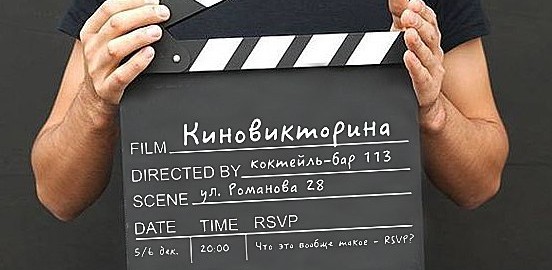 FILM Киновикторина
DIRECTED BY коктейль-бар 113
SCENE ул. Романова 28
DATE TIME RSVP
5/6 дек. 20:00 Что это вообще такое - RSVP?